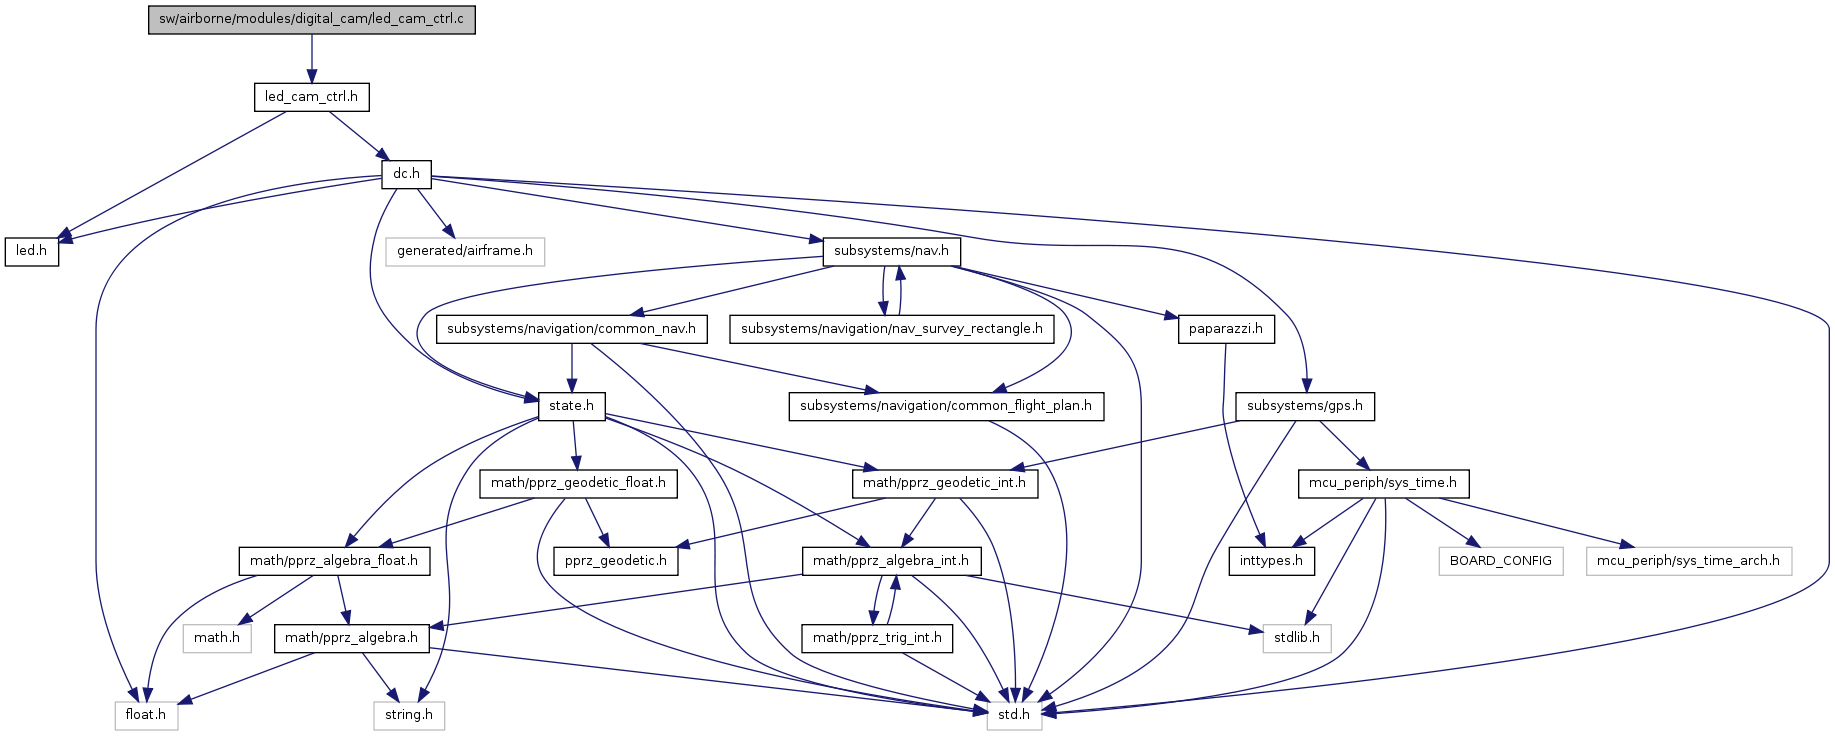 sw/airborne/modules/digital_cam/led_cam_ctrl.c
led_cam_ctrl.h
dc.h
led.h
generated/airframe.h
subsystems/nav.h
subsystems/navigation/common_nav.h
subsystems/navigation/nav_survey_rectangle.h
paparazzi.h
state.h
subsystems/navigation/common_flight_plan.h
subsystems/gps.h
math/pprz_geodetic_float.h
math/pprz_geodetic_int.h
mcu_periph/sys_time.h
math/pprz_algebra_float.h
pprz_geodetic.h
math/pprz_algebra_int.h
inttypes.h
BOARD_CONFIG
mcu_periph/sys_time_arch.h
math.h
math/pprz_algebra.h
math/pprz_trig_int.h
stdlib.h
float.h
string.h
std.h